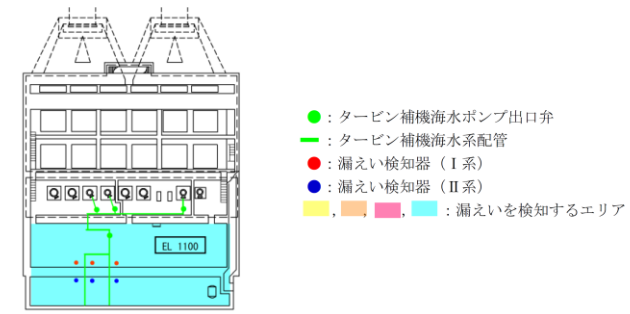 ●：タービン補機海水ポンプ出口弁
―：タービン補機海水系配管
●：漏えい検知器（Ⅰ系）
●：漏えい検知器（Ⅱ系）
, , , ：漏えいを検知するエリア
EL 1100